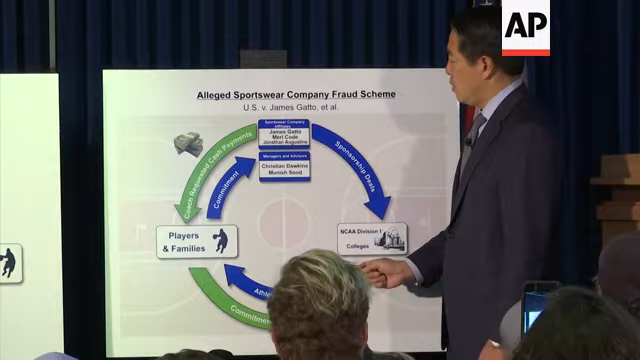 AP
Alleged Sportswear Company Fraud Scheme
U.S. v. James Gatto, et al.
Sportswear Company
Affiliates
James Gatto
Merl Code
Jonathan Augustine
Managers and Advisors
Christian Dawkins
Munish Sood
Coach Requested Cash Payments
Commitment
Sponsorship Deals
Players
& Families
NCAA Division I
Colleges
Commitment